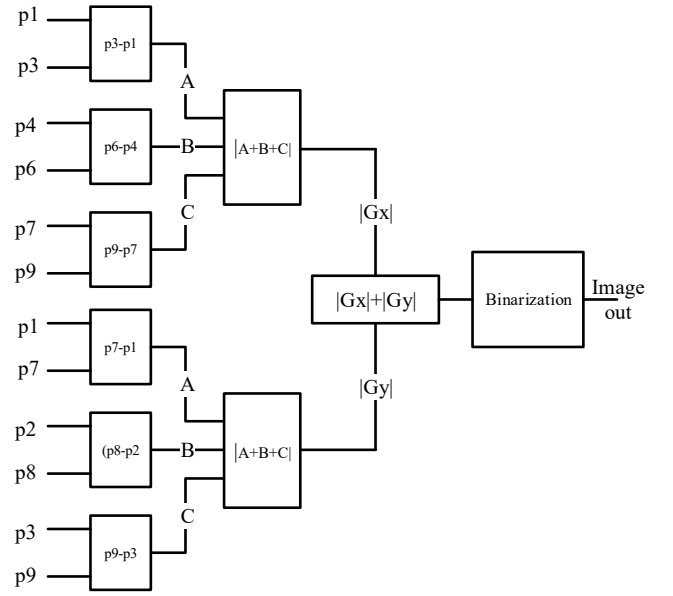 p1
p3
p3-p1
A
p4
p6
p6-p4
B
|A+B+C|
p7
p9
p9-p7
C
|Gx|
|Gx|+|Gy|
Binarization
Image
out
p1
p7
p7-p1
A
|Gy|
p2
p8
(p8-p2
B
|A+B+C|
p3
p9
p9-p3
C